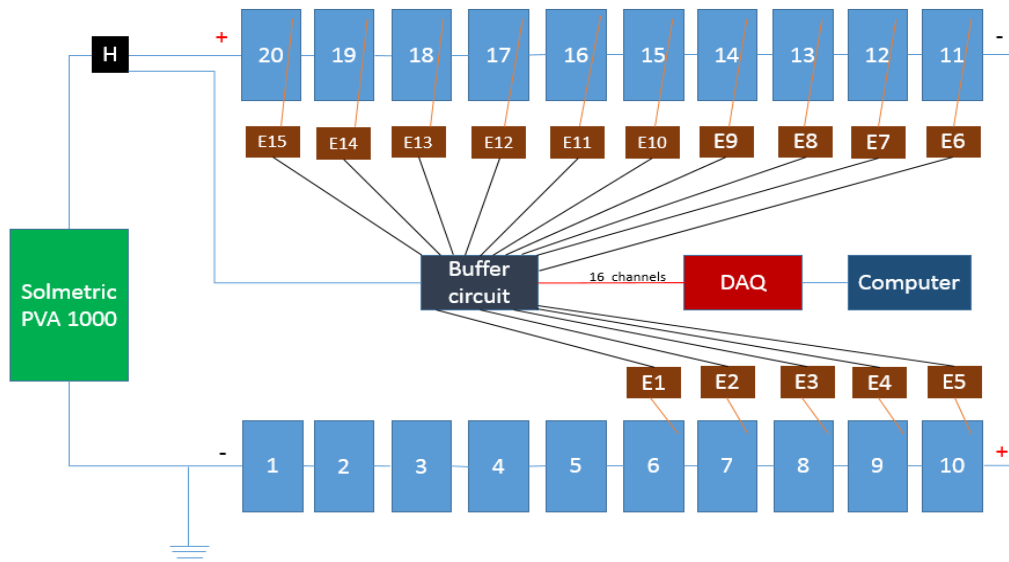 H
+
20
19
18
17
16
15
14
13
12
11
-
E15
E14
E13
E12
E11
E10
E9
E8
E7
E6
Solmetric
PVA 1000
Buffer
circuit
16 channels
DAQ
Computer
E1
E2
E3
E4
E5
-
1
2
3
4
5
6
7
8
9
10
+